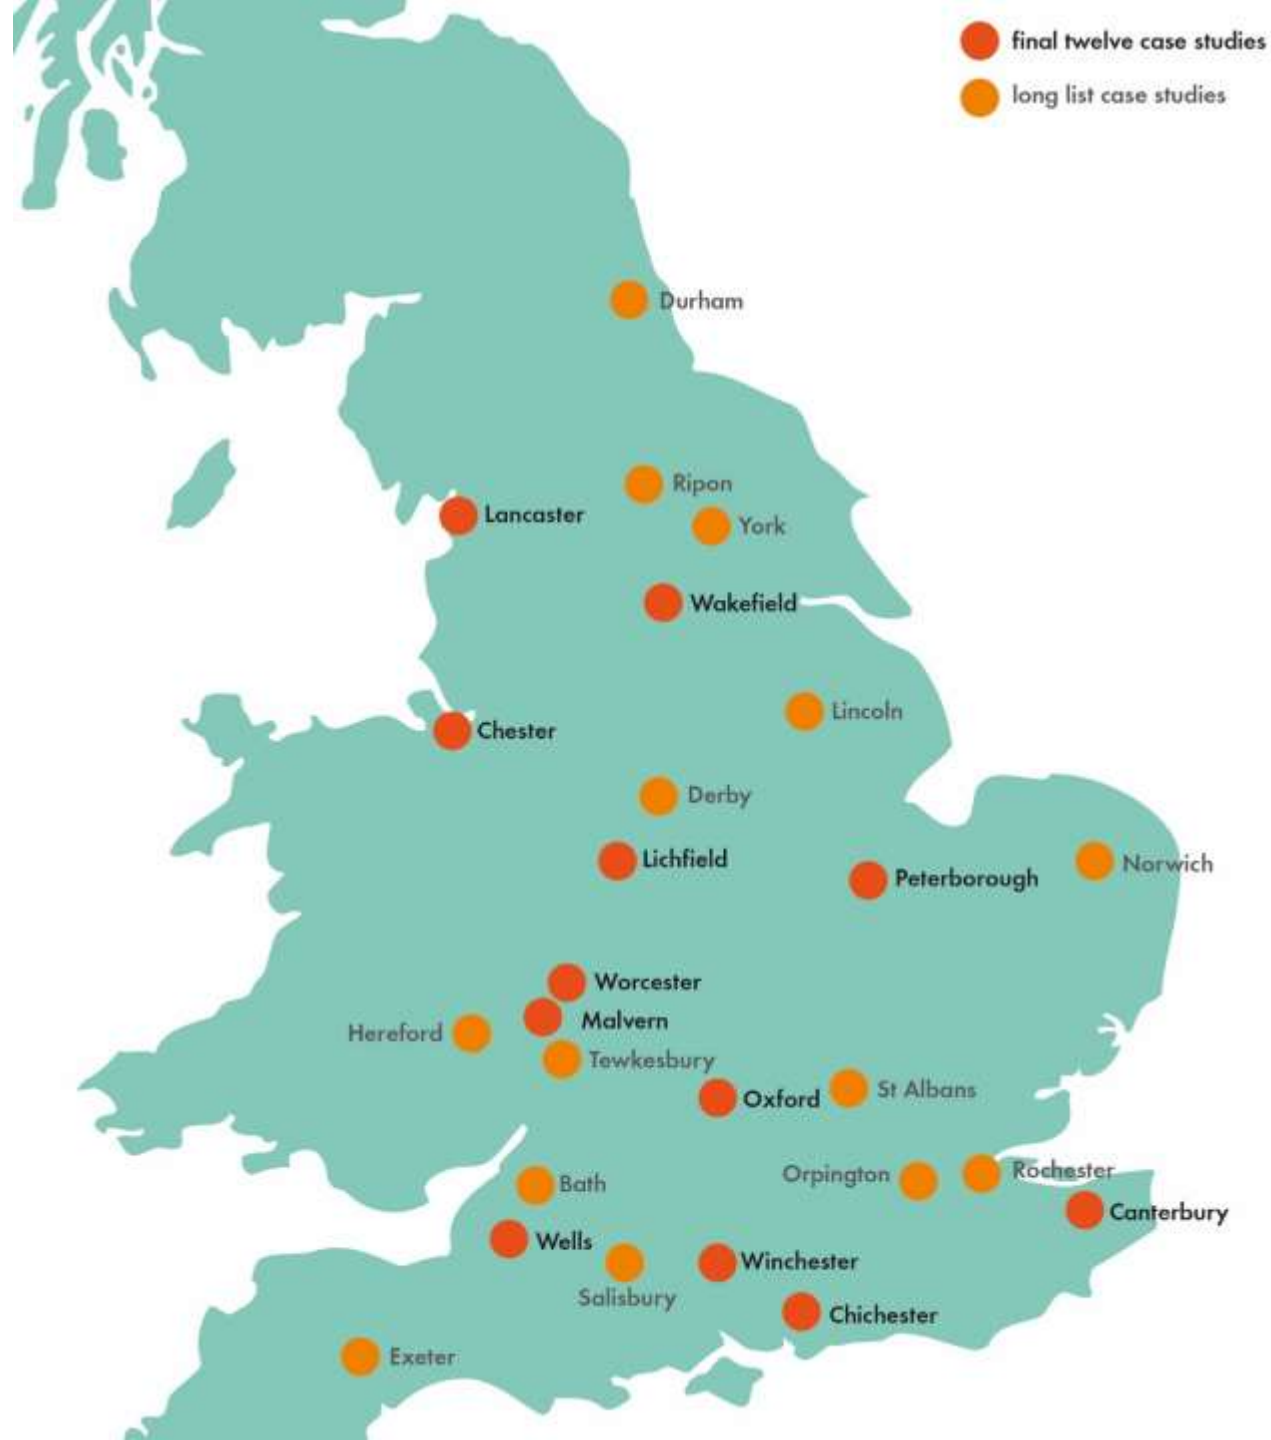 final twelve case studies
long list case studies
Durham
Ripon
Lancaster
York
Wakefield
Lincoln
Chester
Derby
Lichfield
Norwich
Peterborough
Worcester
Malvern
Hereford
Tewkesbury
St Albans
Oxford
Rochester
Orpington
Bath
Canterbury
Wells
Winchester
Salisbury
Chichester
Exeter